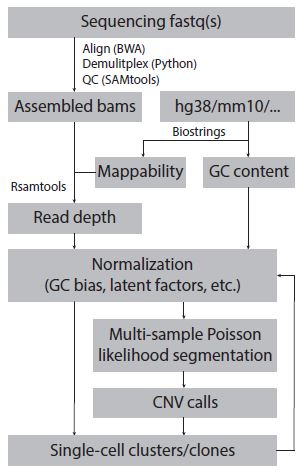 Sequencing fastq(s)
Align (BWA)
Demulitplex (Python)
QC (SAMtools)
Assembled bams
hg38/mm10/...
Biostrings
Mappability
GC content
Rsamtools
Read depth
Normalization
(GC bias, latent factors, etc.)
Multi-sample Poisson
likelihood segmentation
CNV calls
Single-cell clusters/clones